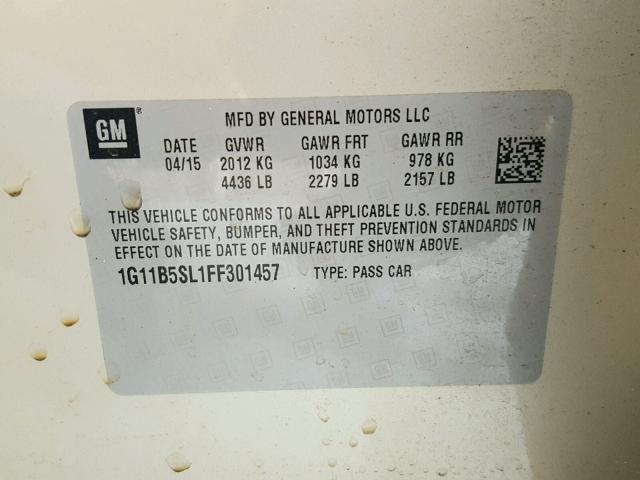 GM ®
MFD BY GENERAL MOTORS LLC
DATE GVWR GAWR FRT GAWR RR
04/15 2012 KG 1034 KG 978 KG
4436 LB 2279 LB 2157 LB
THIS VEHICLE CONFORMS TO ALL APPLICABLE U.S. FEDERAL MOTOR
VEHICLE SAFETY, BUMPER, AND THEFT PREVENTION STANDARDS IN
EFFECT ON THE DATE OF MANUFACTURE SHOWN ABOVE.
1G11B5SL1FF301457 TYPE: PASS CAR